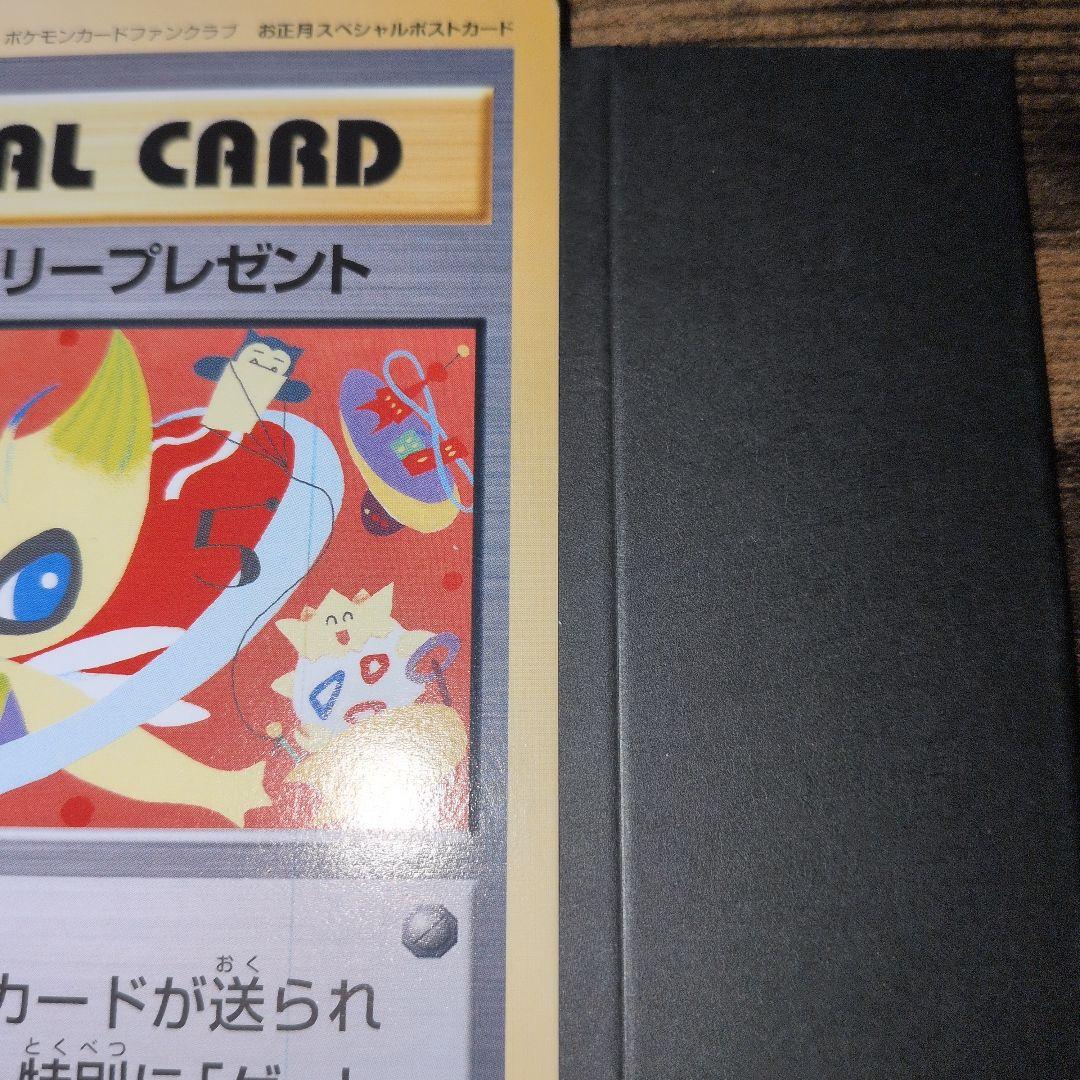 ポケモンカードファンクラブ お正月スペシャルポストカード
AL CARD
リープレゼント
5
おく
カードが送られ
とくべつ
特別に「ゲート